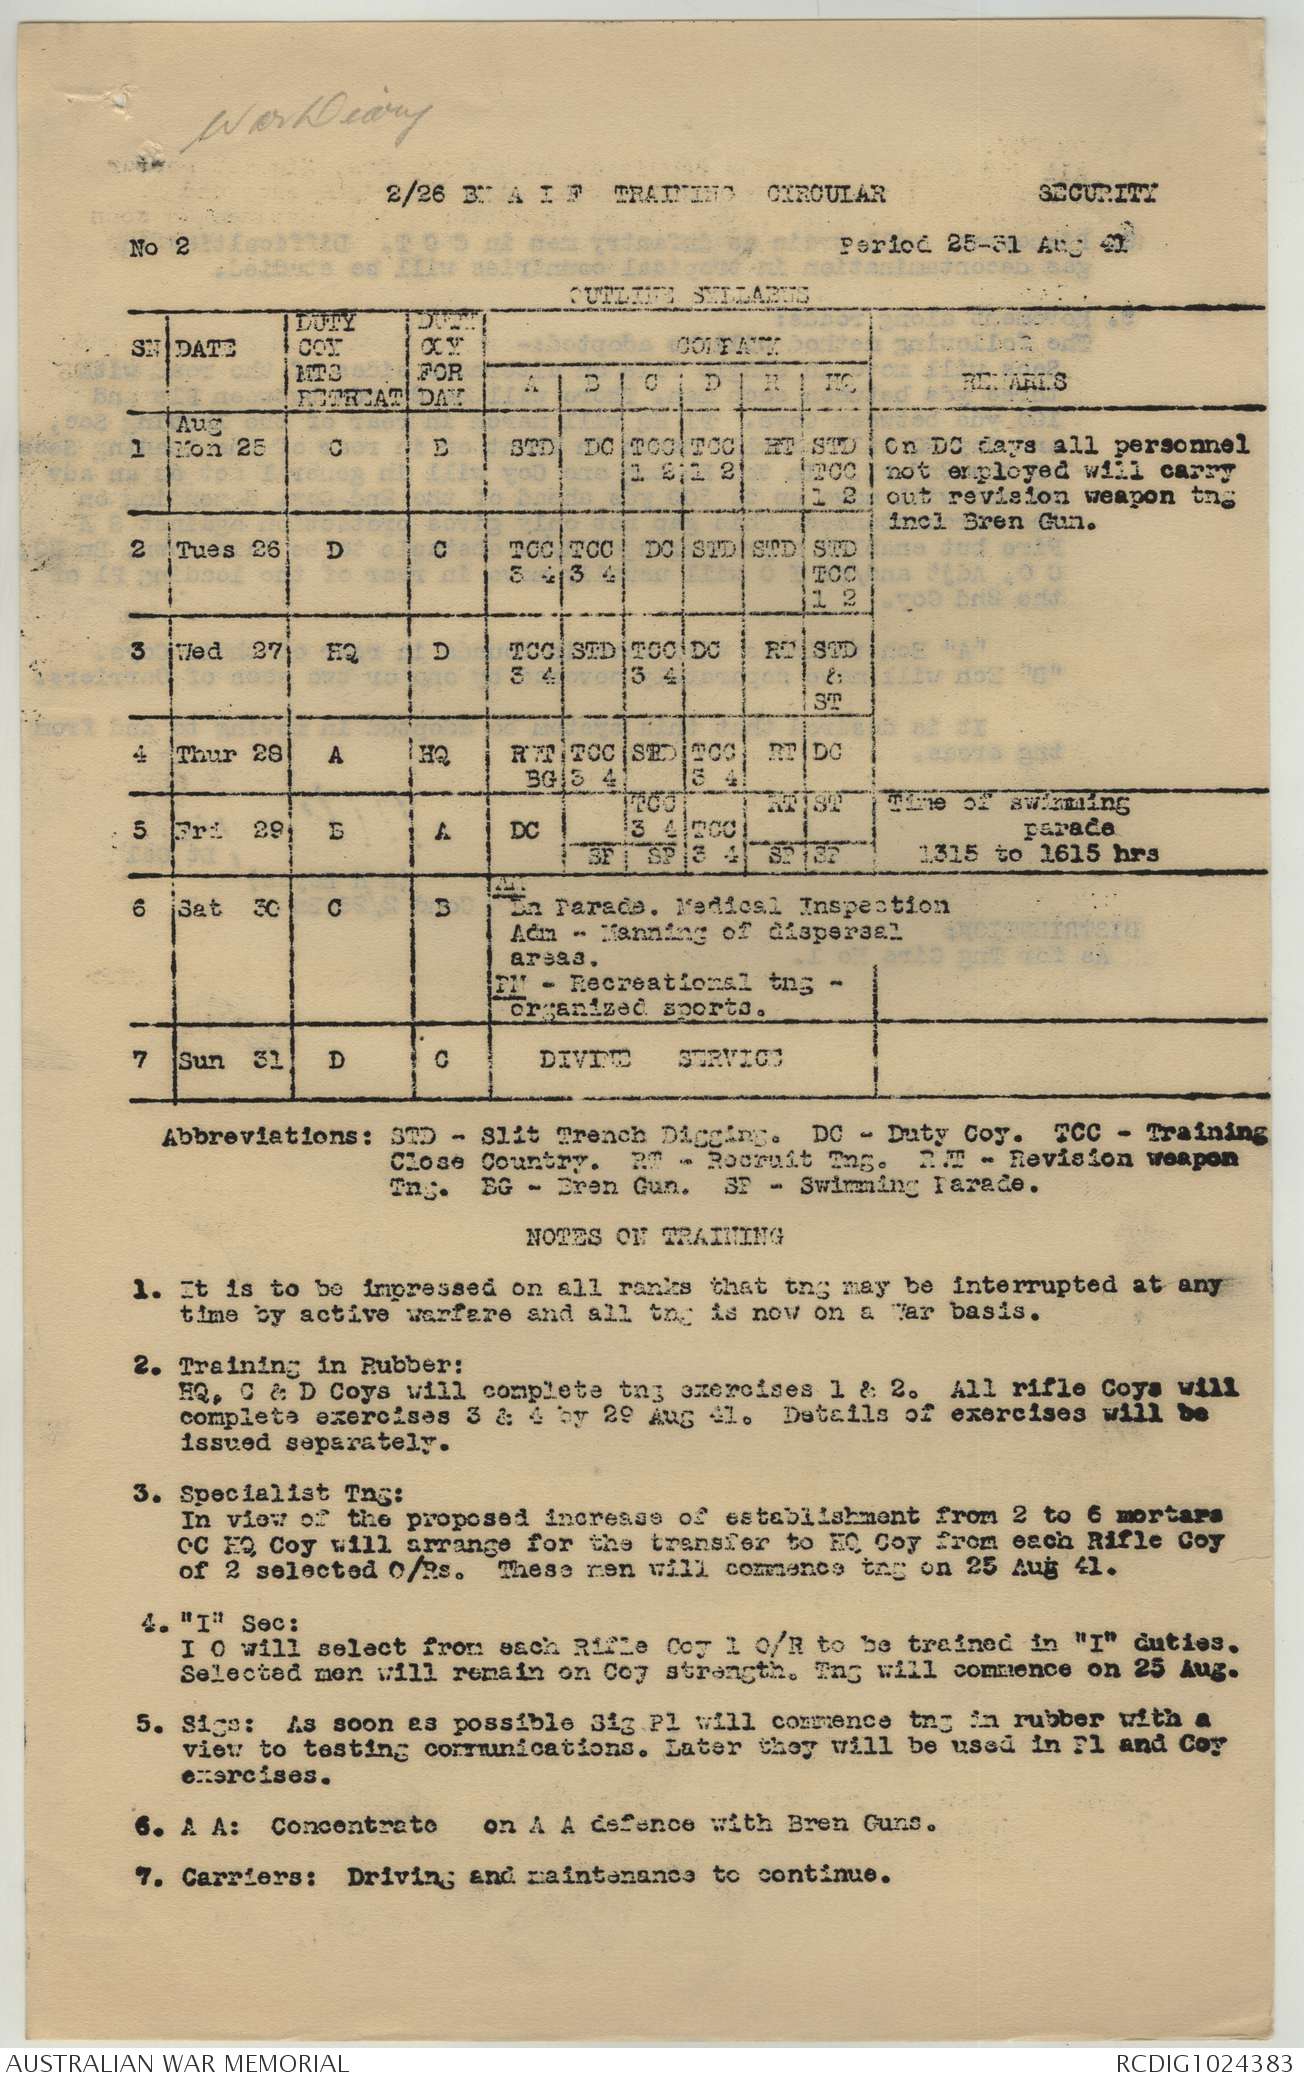 War Diary
2/26 BN A I F TRAINING CIRCULAR SECURITY
No 2 Period 25-31 Aug 41
OUTLINE SYLLABUS
SN DATE DUTY COY MTS RETREAT DUTY COY FOR DAY COMPANY REMARKS
A B C D R HQ
Aug
1 Mon 25 C B STD DC TCC TCC RT STD On DC days all personnel
1 2 1 2 TCC not employed will carry
1 2 out revision weapon tng
incl Bren Gun.
2 Tues 26 D C TCC TCC DC STD STD STD
3 4 3 4 TCC
1 2
3 Wed 27 HQ D TCC STD TCC DC RT STD
3 4 3 4 &
ST
4 Thur 28 A HQ RWT TCC STD TCC RT DC
BG 3 4 3 4
TCC RT ST Time of swimming
5 Fri 29 B A DC 3 4 TCC parade
SP SP 3 4 SP SP 1315 to 1615 hrs
AM
6 Sat 30 C B Bn Parade. Medical Inspection
Adm - Manning of dispersal
areas.
PM - Recreational tng -
organized sports.
7 Sun 31 D C DIVINE SERVICE
Abbreviations: STD - Slit Trench Digging. DC - Duty Coy. TCC - Training
Close Country. RT - Recruit Tng. RWT - Revision weapon
Tng. BG - Bren Gun. SP - Swimming Parade.
NOTES ON TRAINING
1. It is to be impressed on all ranks that tng may be interrupted at any
time by active warfare and all tng is now on a War basis.
2. Training in Rubber:
HQ, C & D Coys will complete tng exercises 1 & 2. All rifle Coys will
complete exercises 3 & 4 by 29 Aug 41. Details of exercises will be
issued separately.
3. Specialist Tng:
In view of the proposed increase of establishment from 2 to 6 mortars
OC HQ Coy will arrange for the transfer to HQ Coy from each Rifle Coy
of 2 selected O/Rs. These men will commence tng on 25 Aug 41.
4. "I" Sec:
I O will select from each Rifle Coy 1 O/R to be trained in "I" duties.
Selected men will remain on Coy strength. Tng will commence on 25 Aug.
5. Sigs: As soon as possible Sig Pl will commence tng in rubber with a
view to testing communications. Later they will be used in Pl and Coy
exercises.
6. A A: Concentrate on A A defence with Bren Guns.
7. Carriers: Driving and maintenance to continue.
AUSTRALIAN WAR MEMORIAL RCDIG1024383